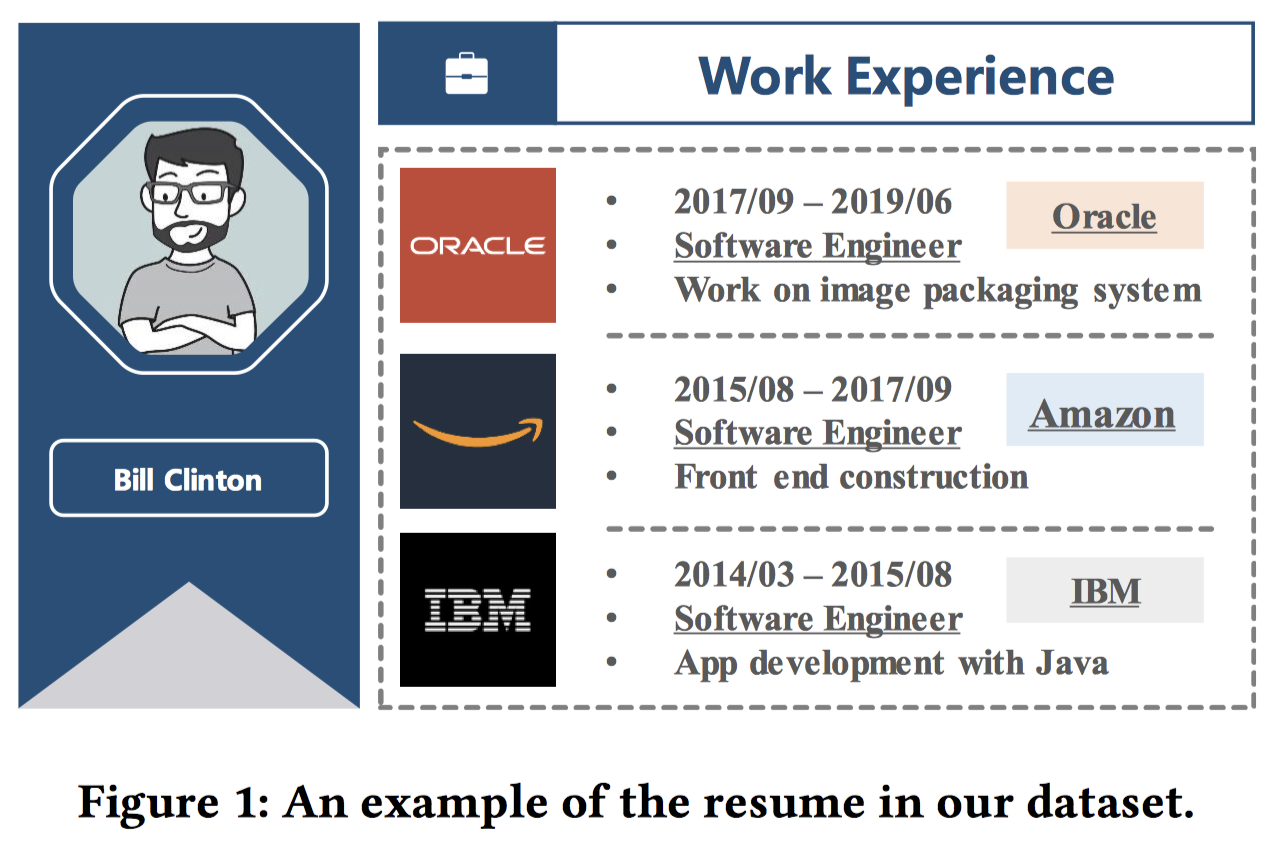 Work Experience
Bill Clinton
ORACLE
• 2017/09 – 2019/06
Oracle
• Software Engineer
• Work on image packaging system
• 2015/08 – 2017/09
Amazon
• Software Engineer
• Front end construction
IBM
• 2014/03 – 2015/08
IBM
• Software Engineer
• App development with Java
Figure 1: An example of the resume in our dataset.